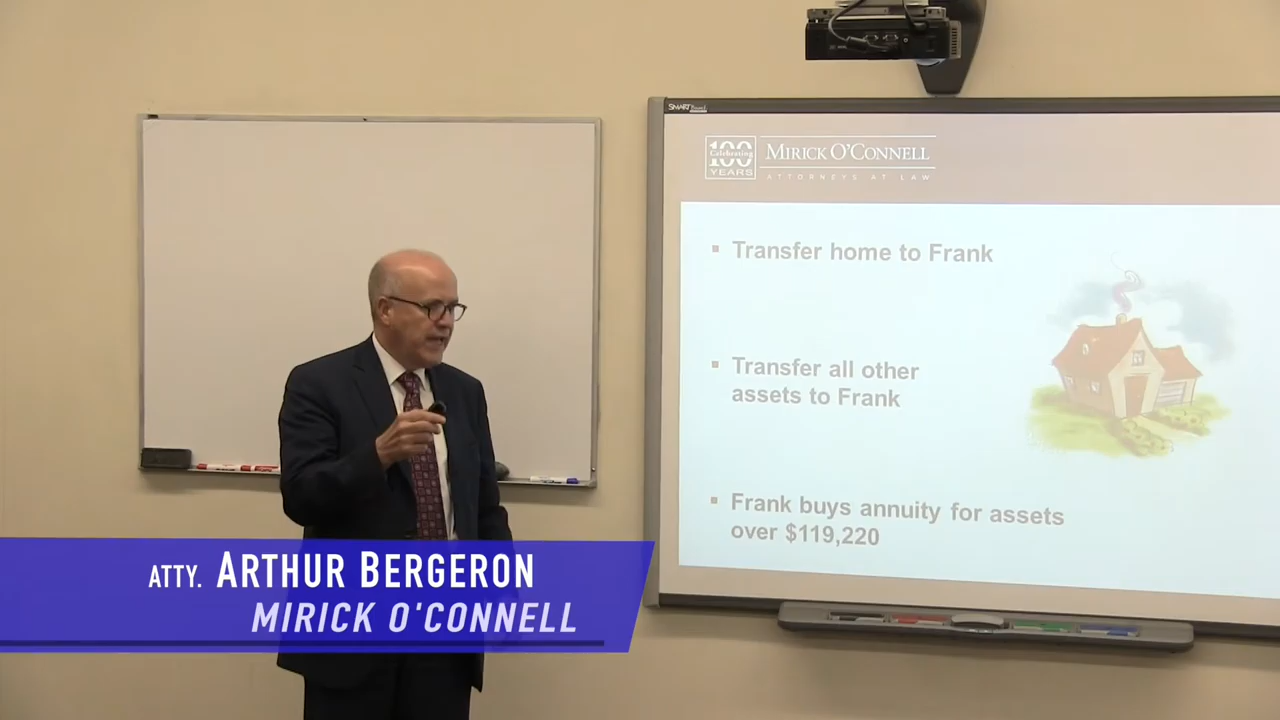 SMART
Celebrating
100
YEARS
MIRICK O'CONNELL
ATTORNEYS AT LAW
Transfer home to Frank
Transfer all other
assets to Frank
Frank buys annuity for assets
over $119,220
ATTY. ARTHUR BERGERON
MIRICK O'CONNELL